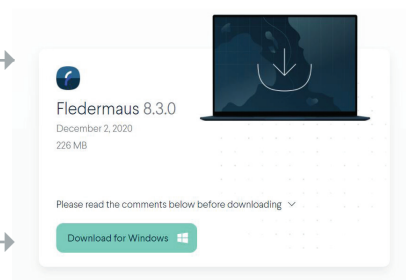 Fledermaus 8.3.0
December 2, 2020
226 MB
Please read the comments below before downloading
Download for Windows